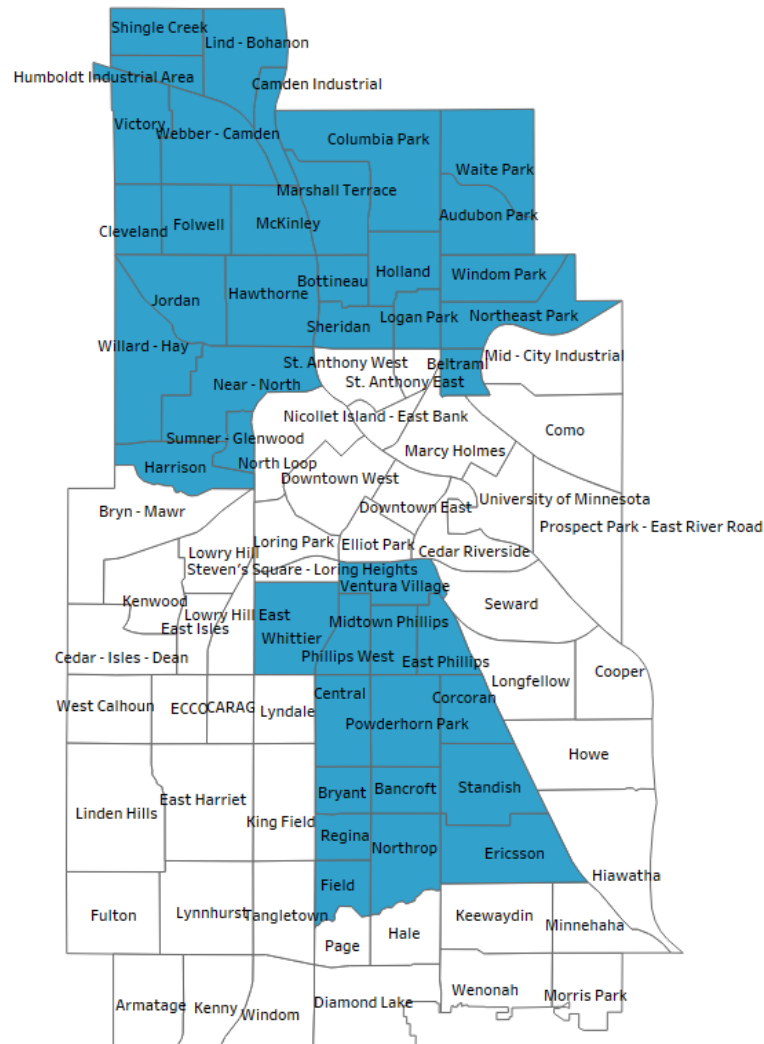 Shingle Creek
Lind - Bohanon
Humboldt Industrial Area
Camden Industrial
Victory
Webber - Camden
Columbia Park
Waite Park
Marshall Terrace
Audubon Park
Cleveland
Folwell
McKinley
Bottineau
Holland
Windom Park
Jordan
Hawthorne
Sheridan
Logan Park
Northeast Park
Willard - Hay
St. Anthony West
Beltrami
Mid - City Industrial
Near - North
St. Anthony East
Nicollet Island - East Bank
Como
Sumner - Glenwood
Marcy Holmes
Harrison
North Loop
Downtown West
University of Minnesota
Bryn - Mawr
Downtown East
Prospect Park - East River Road
Loring Park
Elliot Park
Cedar Riverside
Lowry Hill
Steven's Square - Loring Heights
Ventura Village
Kenwood
Seward
Lowry Hill East
East Isles
Midtown Phillips
Whittier
Cedar - Isles - Dean
Phillips West
East Phillips
Longfellow
Cooper
West Calhoun
ECCO
CARAG
Lyndale
Central
Corcoran
Powderhorn Park
Howe
Linden Hills
East Harriet
King Field
Bryant
Bancroft
Standish
Regina
Northrop
Ericsson
Hiawatha
Field
Fulton
Lynnhurst
Tangletown
Keewaydin
Minnehaha
Page
Hale
Armatage
Kenny
Windom
Diamond Lake
Wenonah
Morris Park